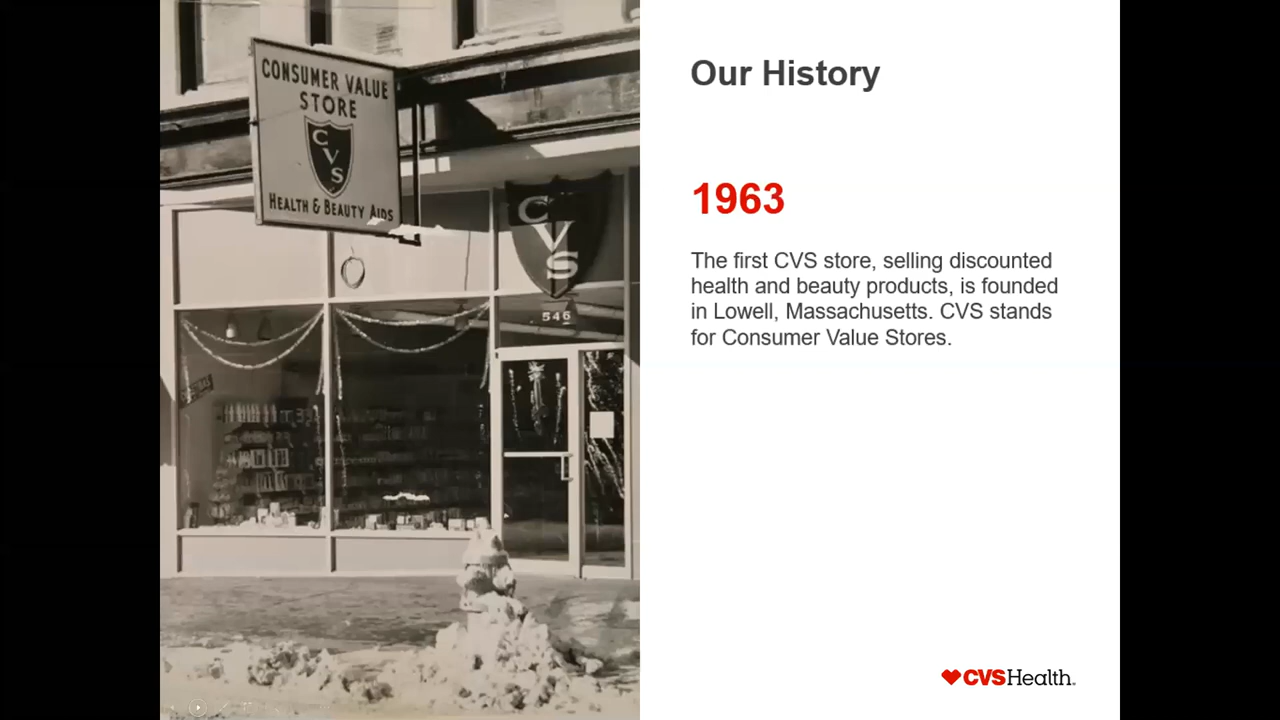 CONSUMER VALUE
STORE
CVS
HEALTH & BEAUTY AIDS
CVS
546
Our History
1963
The first CVS store, selling discounted
health and beauty products, is founded
in Lowell, Massachusetts. CVS stands
for Consumer Value Stores.
CVSHealth.